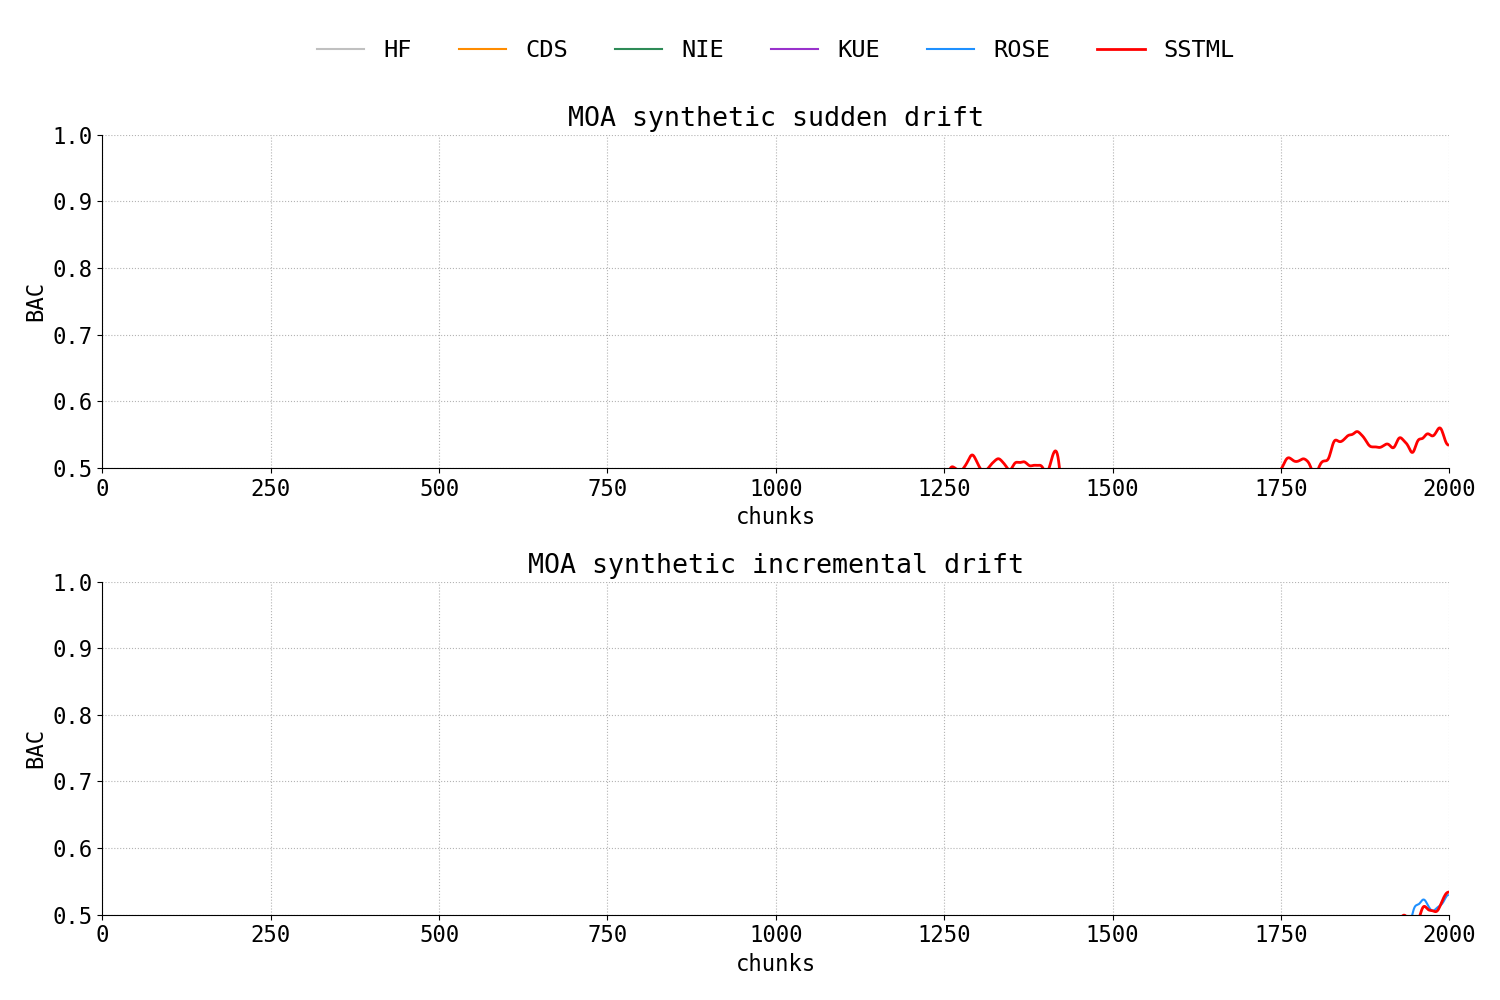 HF CDS NIE KUE ROSE SSTML
MOA synthetic sudden drift
1.0
0.9
0.8
0.7
0.6
0.5
BAC
0 250 500 750 1000 1250 1500 1750 2000
chunks
MOA synthetic incremental drift
1.0
0.9
0.8
0.7
0.6
0.5
BAC
0 250 500 750 1000 1250 1500 1750 2000
chunks